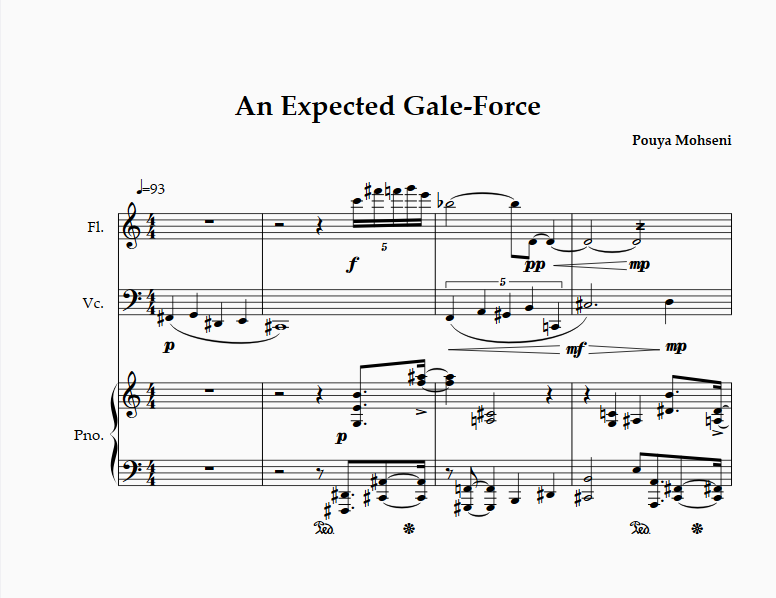 An Expected Gale-Force
Pouya Mohseni
♩=93
Fl.
5
f
pp
mp
Vc.
5
p
mf
mp
Pno.
p
Ped.
Ped.